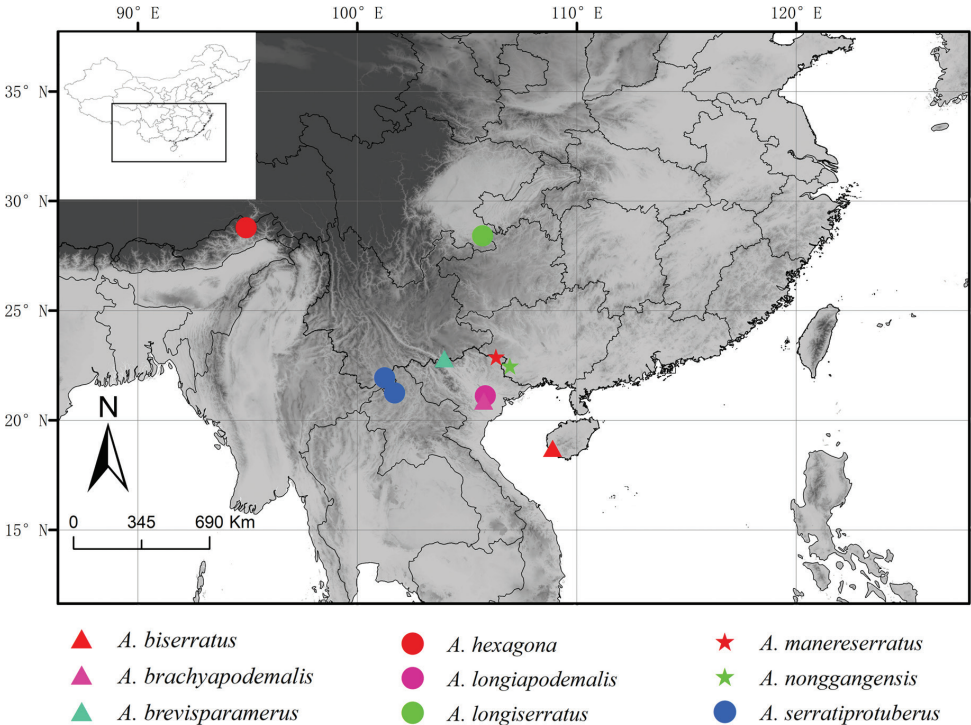 90° E 100° E 110° E 120° E
35° N
30° N
25° N
20° N
15° N
N
0 345 690 Km
A. biserratus A. hexagona A. manereserratus
A. brachyapodemalis A. longiapodemalis A. nonggangensis
A. brevisparamerus A. longiserratus A. serratiprotuberus